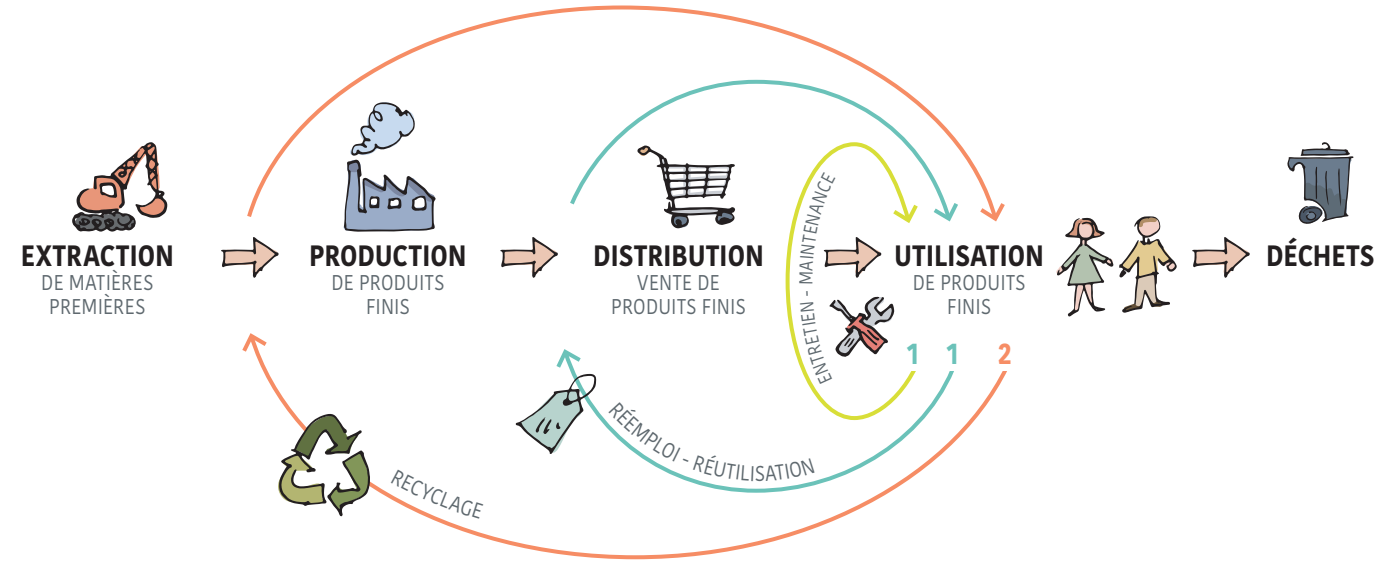 EXTRACTION
DE MATIÈRES
PREMIÈRES
PRODUCTION
DE PRODUITS
FINIS
DISTRIBUTION
VENTE DE
PRODUITS FINIS
ENTRETIEN - MAINTENANCE
UTILISATION
DE PRODUITS
FINIS
DÉCHETS
1 1 2
RÉEMPLOI - RÉUTILISATION
RECYCLAGE